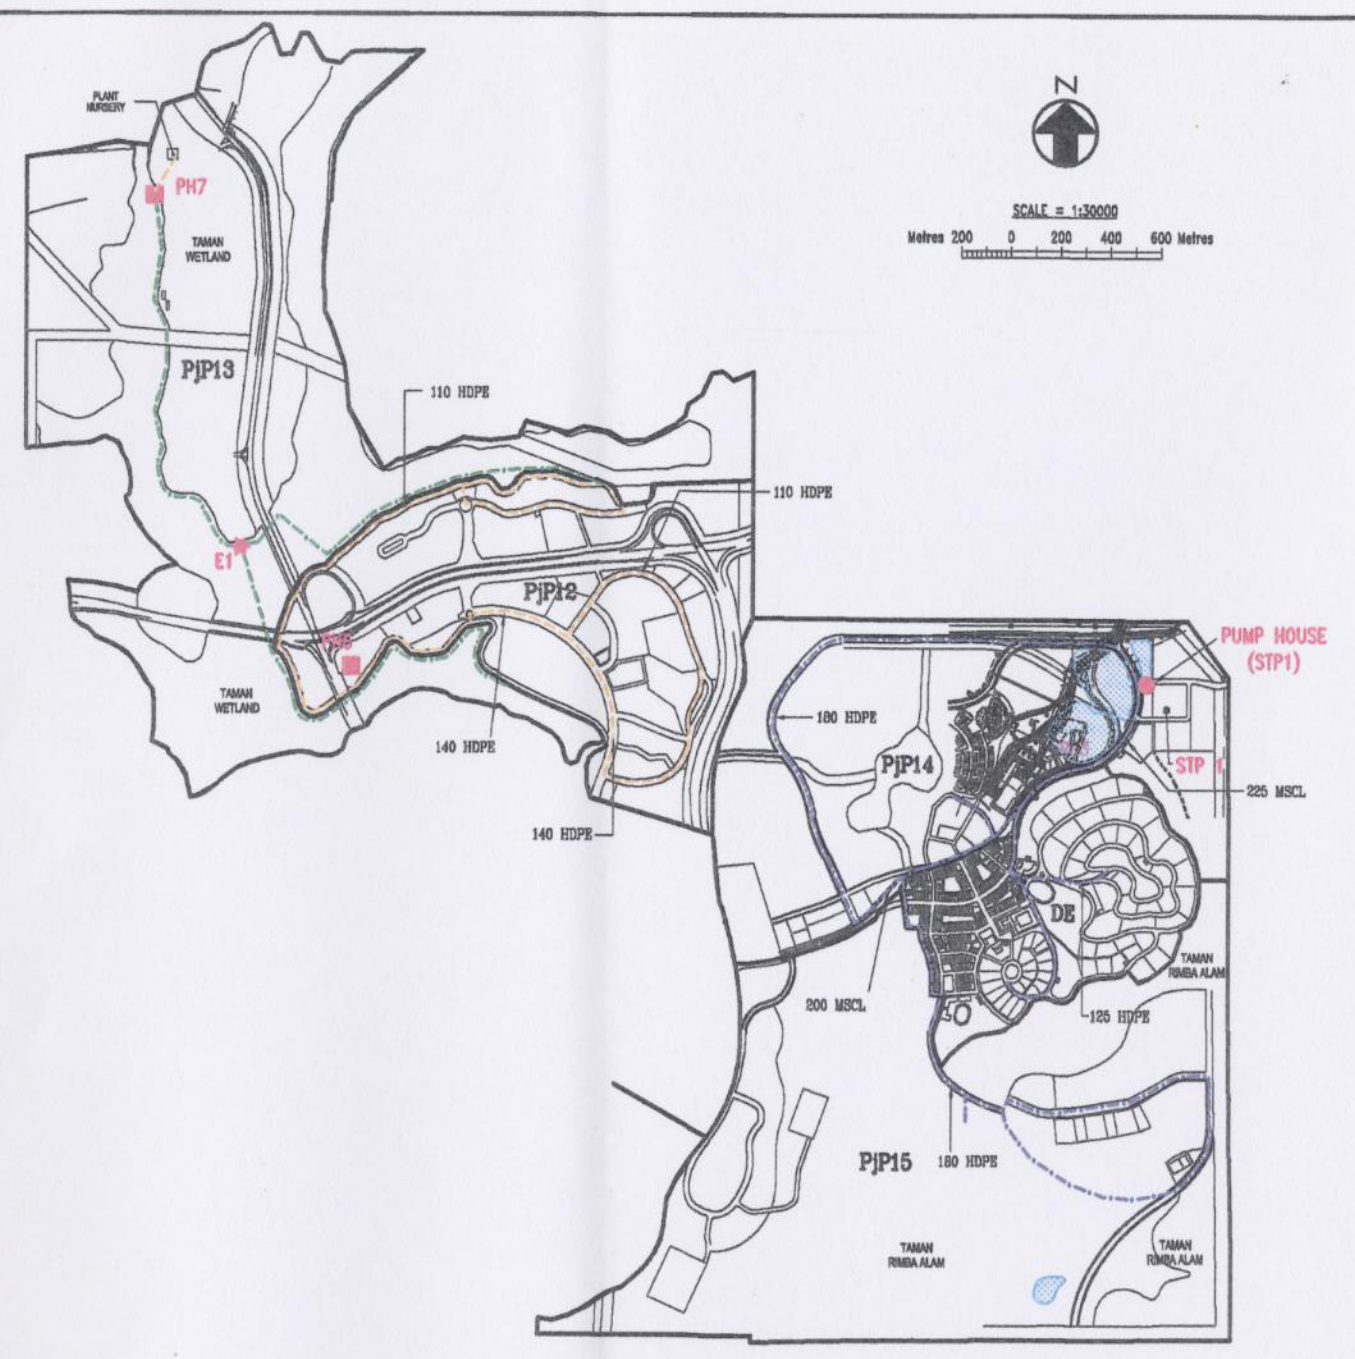 PLANT
NURSERY
N
PH7
SCALE = 1:30000
Metres 200 0 200 400 600 Metres
TAMAN
WETLAND
PjP13
110 HDPE
110 HDPE
E1
PjP12
PUMP HOUSE
(STP1)
TAMAN
WETLAND
180 HDPE
140 HDPE
PjP14
STP 1
225 MSCL
140 HDPE
DE
TAMAN
RIMBA ALAM
200 MSCL
125 HDPE
PjP15
180 HDPE
TAMAN
RIMBA ALAM
TAMAN
RIMBA ALAM